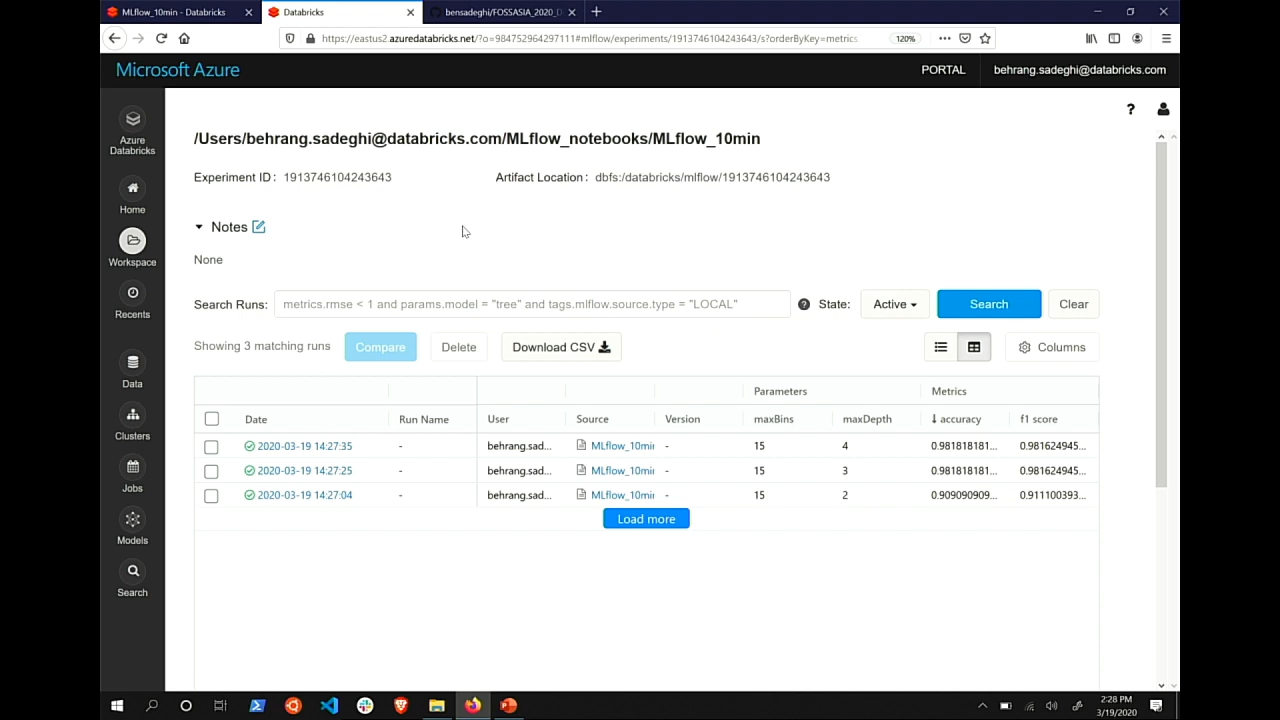 MLflow_10min - Databricks
Databricks
bensadeghi/FOSSASIA_2020_D
https://eastus2.azuredatabricks.net/?o=984752964297111#mlflow/experiments/1913746104243643/s?orderByKey=metrics
120%
Microsoft Azure
PORTAL
behrang.sadeghi@databricks.com
Azure
Databricks
Home
Workspace
Recents
Data
Clusters
Jobs
Models
Search
?
/Users/behrang.sadeghi@databricks.com/MLflow_notebooks/MLflow_10min
Experiment ID: 1913746104243643 Artifact Location: dbfs:/databricks/mlflow/1913746104243643
Notes
None
Search Runs: metrics.rmse < 1 and params.model = "tree" and tags.mlflow.source.type = "LOCAL" ? State: Active Search Clear
Showing 3 matching runs Compare Delete Download CSV Columns
Parameters Metrics
Date Run Name User Source Version maxBins maxDepth ↓ accuracy f1 score
2020-03-19 14:27:35 - behrang.sad... MLflow_10min - 15 4 0.981818181... 0.981624945...
2020-03-19 14:27:25 - behrang.sad... MLflow_10min - 15 3 0.981818181... 0.981624945...
2020-03-19 14:27:04 - behrang.sad... MLflow_10min - 15 2 0.909090909... 0.911100393...
Load more
2:28 PM
3/19/2020